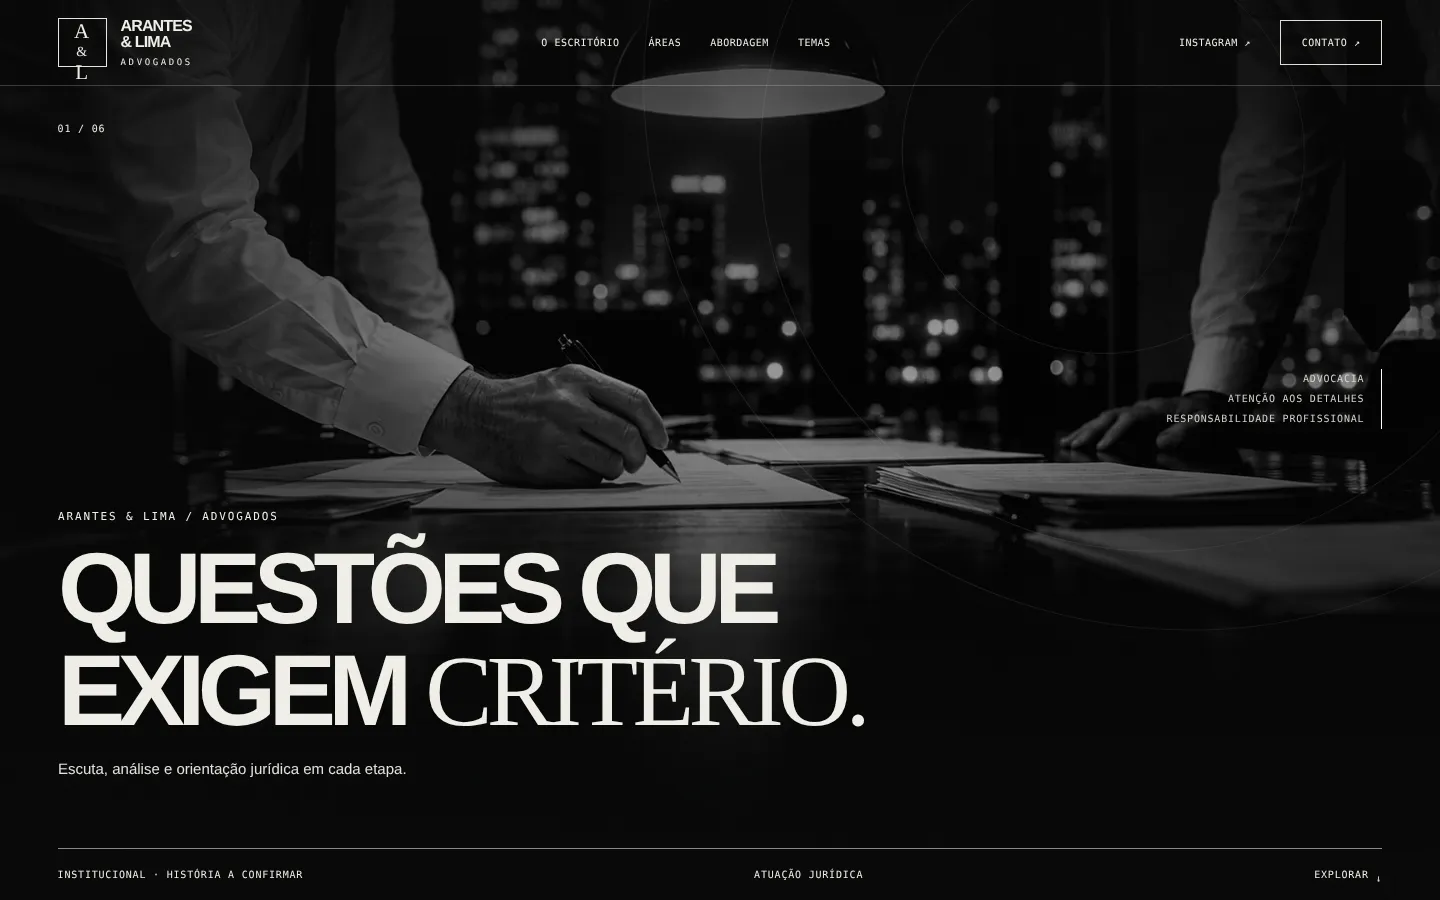 A
&
L
ARANTES
& LIMA
ADVOGADOS
O ESCRITÓRIO
ÁREAS
ABORDAGEM
TEMAS
INSTAGRAM ↗
CONTATO ↗
01 / 06
ADVOCACIA
ATENÇÃO AOS DETALHES
RESPONSABILIDADE PROFISSIONAL
ARANTES & LIMA / ADVOGADOS
QUESTÕES QUE
EXIGEM CRITÉRIO.
Escuta, análise e orientação jurídica em cada etapa.
INSTITUCIONAL · HISTÓRIA A CONFIRMAR
ATUAÇÃO JURÍDICA
EXPLORAR ↓